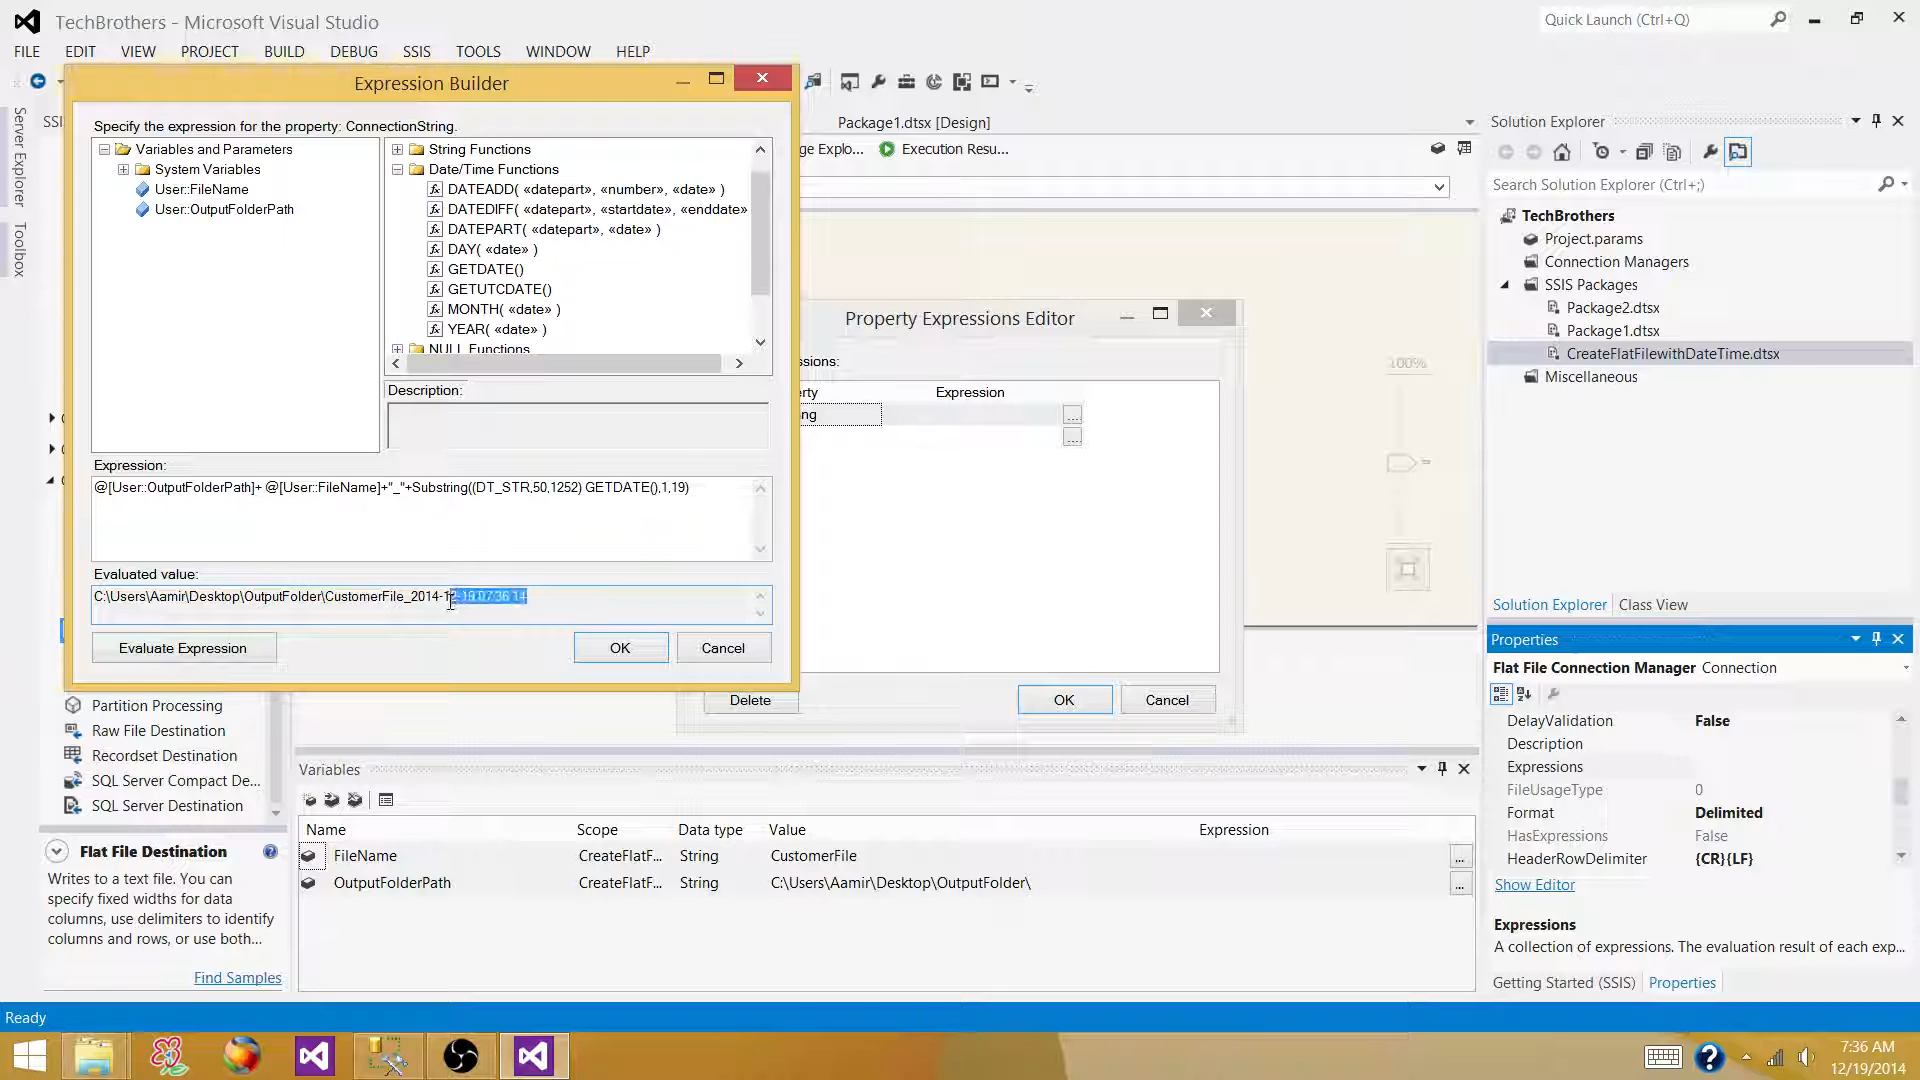 TechBrothers - Microsoft Visual Studio
Quick Launch (Ctrl+Q)
FILE EDIT VIEW PROJECT BUILD DEBUG SSIS TOOLS WINDOW HELP
Expression Builder
Specify the expression for the property: ConnectionString.
Variables and Parameters
System Variables
User::FileName
User::OutputFolderPath
String Functions
Date/Time Functions
DATEADD( «datepart», «number», «date» )
DATEDIFF( «datepart», «startdate», «enddate»
DATEPART( «datepart», «date» )
DAY( «date» )
GETDATE()
GETUTCDATE()
MONTH( «date» )
YEAR( «date» )
NULL Functions
Description:
Expression:
@[User::OutputFolderPath]+ @[User::FileName]+"_"+Substring((DT_STR,50,1252) GETDATE(),1,19)
Evaluated value:
C:\Users\Aamir\Desktop\OutputFolder\CustomerFile_2014-12-19 07:36:14
Evaluate Expression
OK
Cancel
Server Explorer
Toolbox
SSI
Package1.dtsx [Design]
ge Explo...
Execution Resu...
100%
Property Expressions Editor
ssions:
rty
Expression
ng
...
...
Delete
OK
Cancel
Partition Processing
Raw File Destination
Recordset Destination
SQL Server Compact De...
SQL Server Destination
Flat File Destination
Writes to a text file. You can
specify fixed widths for data
columns, use delimiters to identify
columns and rows, or use both...
Find Samples
Variables
Name Scope Data type Value Expression
FileName CreateFlatF... String CustomerFile ...
OutputFolderPath CreateFlatF... String C:\Users\Aamir\Desktop\OutputFolder\ ...
Solution Explorer
Search Solution Explorer (Ctrl+;)
TechBrothers
Project.params
Connection Managers
SSIS Packages
Package2.dtsx
Package1.dtsx
CreateFlatFilewithDateTime.dtsx
Miscellaneous
Solution Explorer Class View
Properties
Flat File Connection Manager Connection
DelayValidation False
Description
Expressions
FileUsageType 0
Format Delimited
HasExpressions False
HeaderRowDelimiter {CR}{LF}
Show Editor
Expressions
A collection of expressions. The evaluation result of each exp...
Getting Started (SSIS) Properties
Ready
7:36 AM
12/19/2014